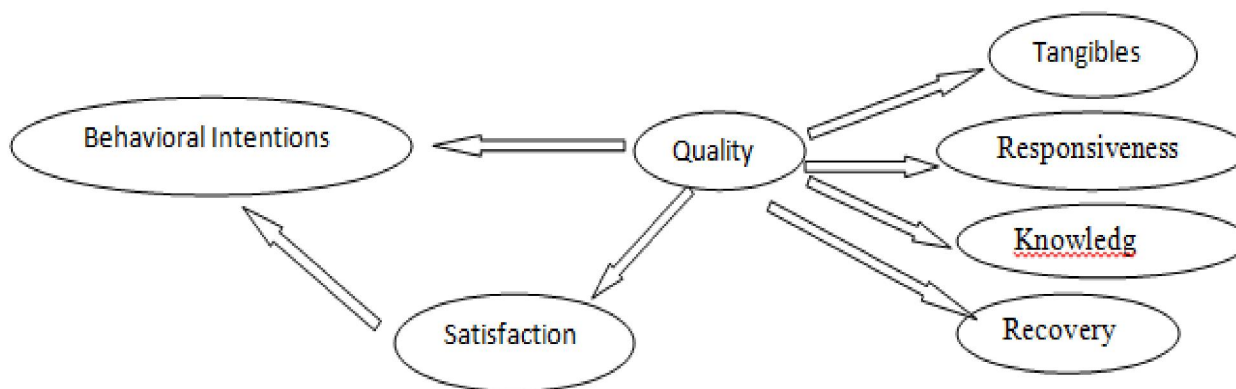 Tangibles
Behavioral Intentions
Quality
Responsiveness
Knowledg
Satisfaction
Recovery